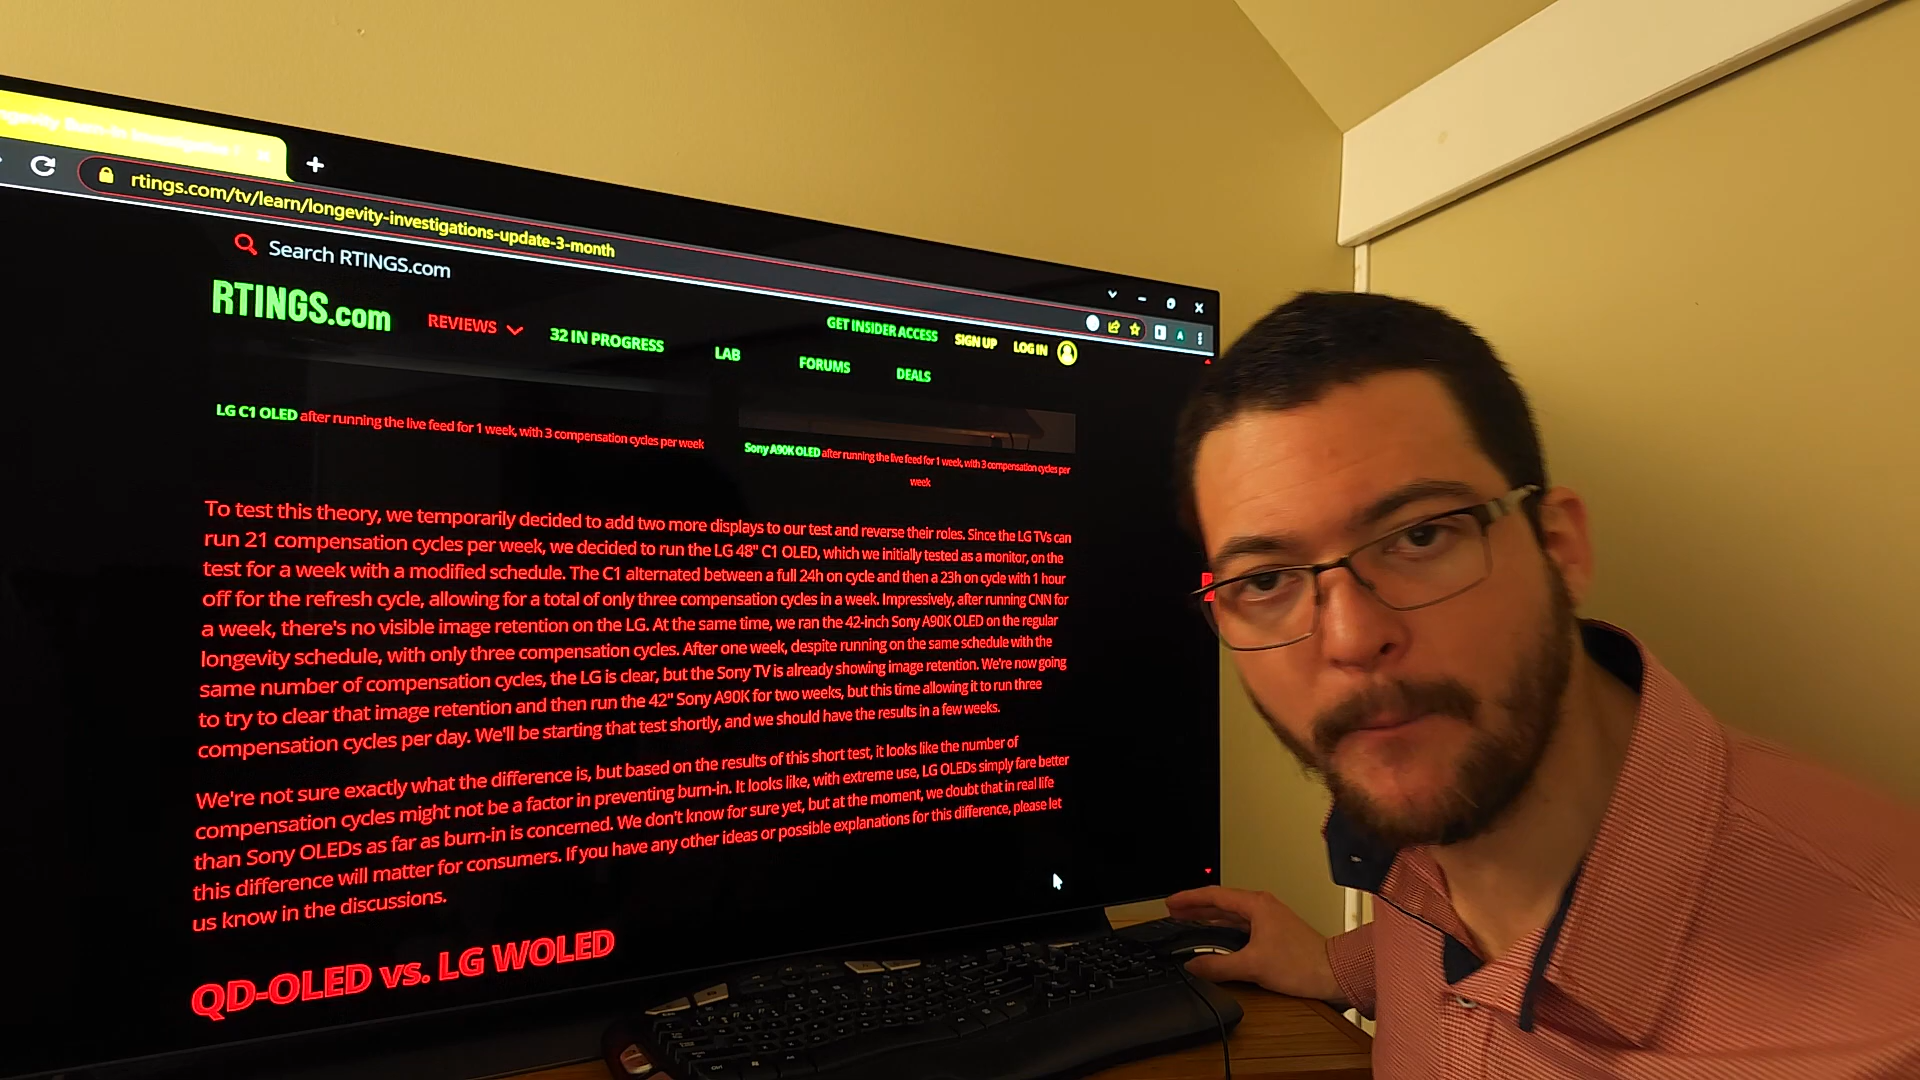 rtings.com/tv/learn/longevity-investigations-update-3-month
Search RTINGS.com
RTINGS.com
REVIEWS
32 IN PROGRESS
LAB
FORUMS
DEALS
GET INSIDER ACCESS
SIGN UP
LOG IN
A
LG C1 OLED after running the live feed for 1 week, with 3 compensation cycles per week
Sony A90K OLED after running the live feed for 1 week, with 3 compensation cycles per
week
To test this theory, we temporarily decided to add two more displays to our test and reverse their roles. Since the LG TVs can
run 21 compensation cycles per week, we decided to run the LG 48" C1 OLED, which we initially tested as a monitor, on the
test for a week with a modified schedule. The C1 alternated between a full 24h on cycle and then a 23h on cycle with 1 hour
off for the refresh cycle, allowing for a total of only three compensation cycles in a week. Impressively, after running CNN for
a week, there's no visible image retention on the LG. At the same time, we ran the 42-inch Sony A90K OLED on the regular
longevity schedule, with only three compensation cycles. After one week, despite running on the same schedule with the
same number of compensation cycles, the LG is clear, but the Sony TV is already showing image retention. We're now going
to try to clear that image retention and then run the 42" Sony A90K for two weeks, but this time allowing it to run three
compensation cycles per day. We'll be starting that test shortly, and we should have the results in a few weeks.
We're not sure exactly what the difference is, but based on the results of this short test, it looks like the number of
compensation cycles might not be a factor in preventing burn-in. It looks like, with extreme use, LG OLEDs simply fare better
than Sony OLEDs as far as burn-in is concerned. We don't know for sure yet, but at the moment, we doubt that in real life
this difference will matter for consumers. If you have any other ideas or possible explanations for this difference, please let
us know in the discussions.
QD-OLED vs. LG WOLED